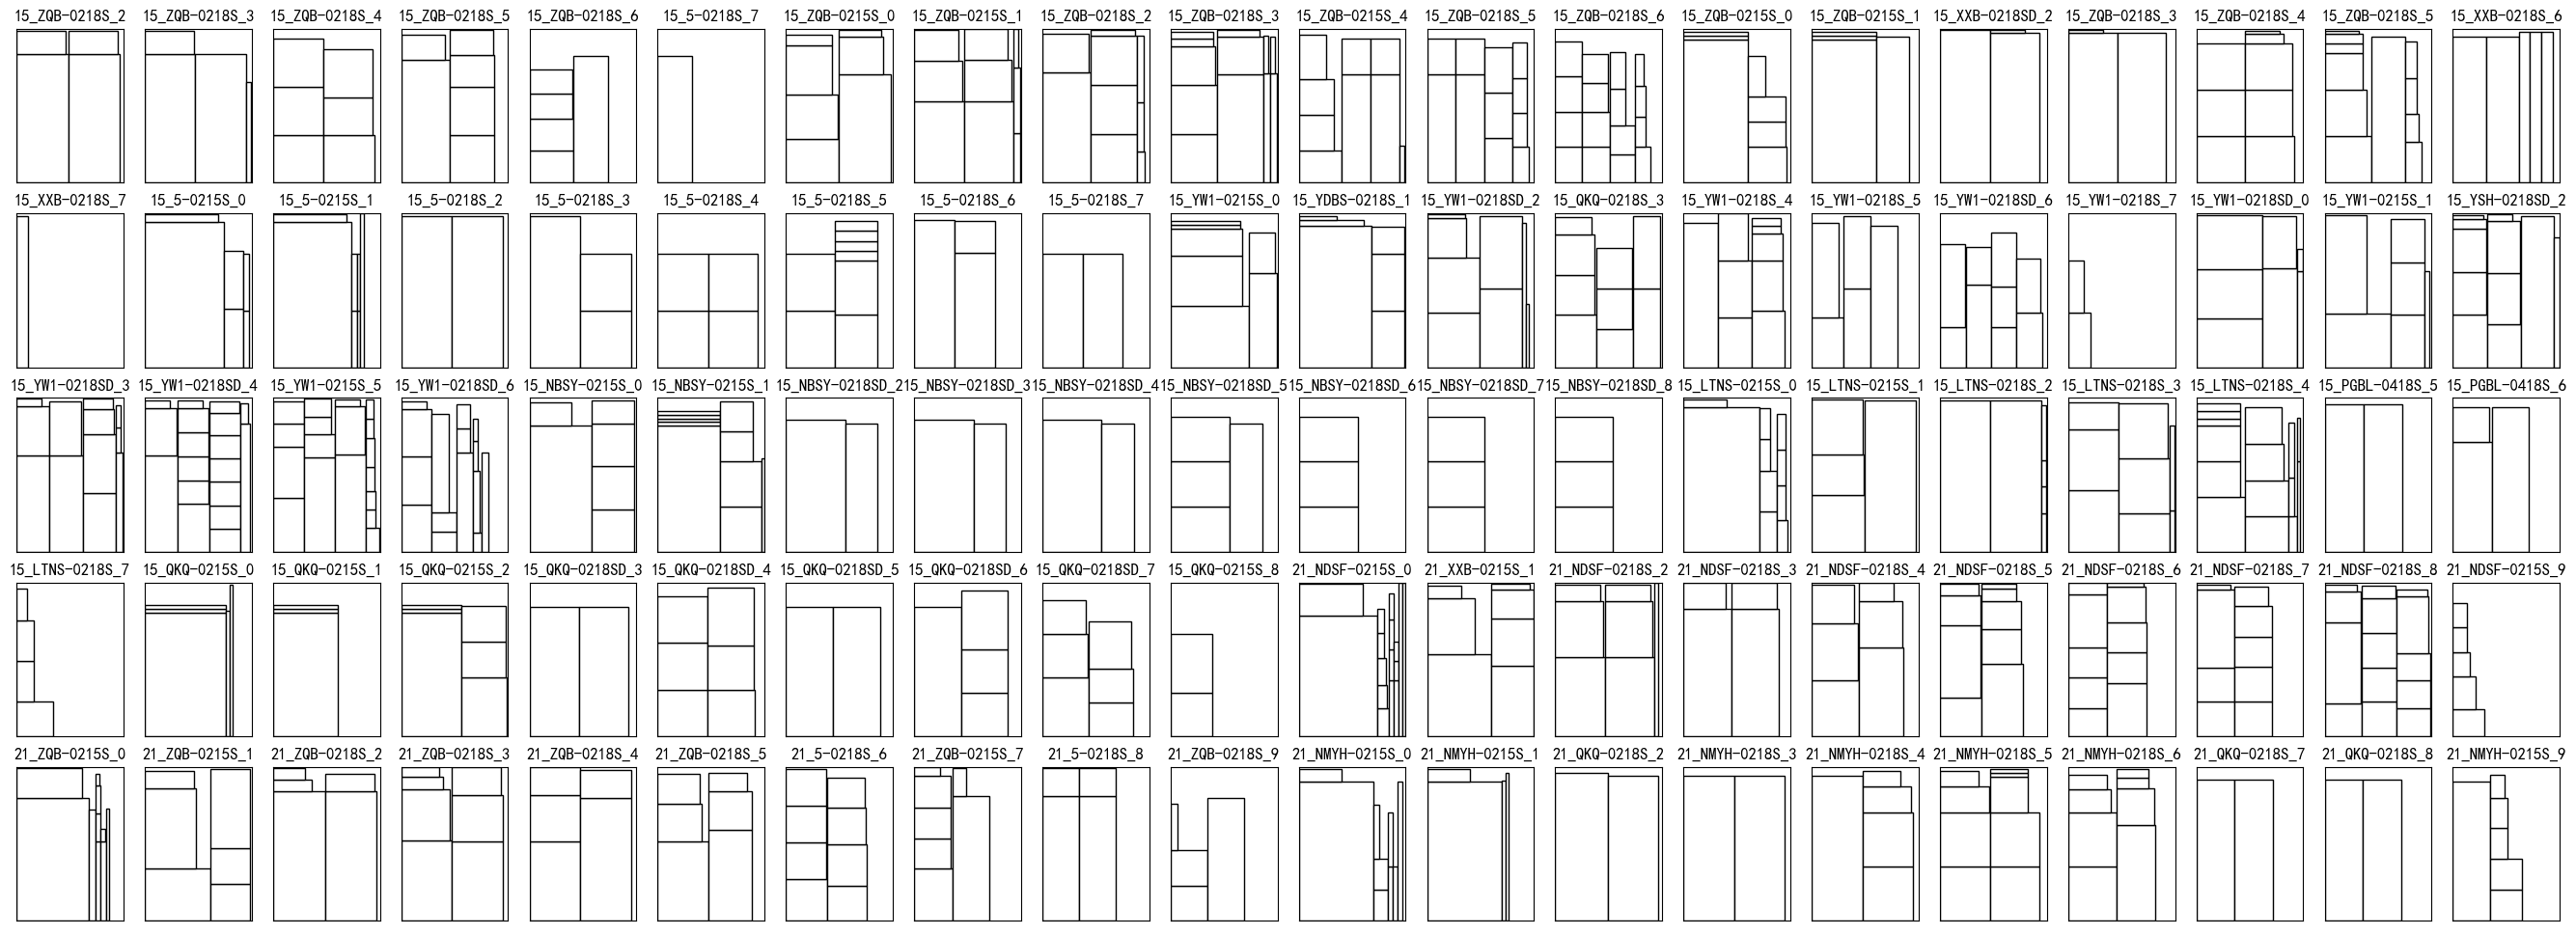 15_ZQB-0218S_2 15_ZQB-0218S_3 15_ZQB-0218S_4 15_ZQB-0218S_5 15_ZQB-0218S_6 15_5-0218S_7 15_ZQB-0215S_0 15_ZQB-0215S_1 15_ZQB-0218S_2 15_ZQB-0218S_3 15_ZQB-0215S_4 15_ZQB-0218S_5 15_ZQB-0218S_6 15_ZQB-0215S_0 15_ZQB-0215S_1 15_XXB-0218SD_2 15_ZQB-0218S_3 15_ZQB-0218S_4 15_ZQB-0218S_5 15_XXB-0218S_6
15_XXB-0218S_7 15_5-0215S_0 15_5-0215S_1 15_5-0218S_2 15_5-0218S_3 15_5-0218S_4 15_5-0218S_5 15_5-0218S_6 15_5-0218S_7 15_YW1-0215S_0 15_YDBS-0218S_1 15_YW1-0218SD_2 15_QKQ-0218S_3 15_YW1-0218S_4 15_YW1-0218S_5 15_YW1-0218SD_6 15_YW1-0218S_7 15_YW1-0218SD_0 15_YW1-0215S_1 15_YSH-0218SD_2
15_YW1-0218SD_3 15_YW1-0218SD_4 15_YW1-0215S_5 15_YW1-0218SD_6 15_NBSY-0215S_0 15_NBSY-0215S_1 15_NBSY-0218SD_2 15_NBSY-0218SD_3 15_NBSY-0218SD_4 15_NBSY-0218SD_5 15_NBSY-0218SD_6 15_NBSY-0218SD_7 15_NBSY-0218SD_8 15_LTNS-0215S_0 15_LTNS-0215S_1 15_LTNS-0218S_2 15_LTNS-0218S_3 15_LTNS-0218S_4 15_PGBL-0418S_5 15_PGBL-0418S_6
15_LTNS-0218S_7 15_QKQ-0215S_0 15_QKQ-0215S_1 15_QKQ-0215S_2 15_QKQ-0218SD_3 15_QKQ-0218SD_4 15_QKQ-0218SD_5 15_QKQ-0218SD_6 15_QKQ-0218SD_7 15_QKQ-0215S_8 21_NDSF-0215S_0 21_XXB-0215S_1 21_NDSF-0218S_2 21_NDSF-0218S_3 21_NDSF-0218S_4 21_NDSF-0218S_5 21_NDSF-0218S_6 21_NDSF-0218S_7 21_NDSF-0218S_8 21_NDSF-0215S_9
21_ZQB-0215S_0 21_ZQB-0215S_1 21_ZQB-0218S_2 21_ZQB-0218S_3 21_ZQB-0218S_4 21_ZQB-0218S_5 21_5-0218S_6 21_ZQB-0215S_7 21_5-0218S_8 21_ZQB-0218S_9 21_NMYH-0215S_0 21_NMYH-0215S_1 21_QKQ-0218S_2 21_NMYH-0218S_3 21_NMYH-0218S_4 21_NMYH-0218S_5 21_NMYH-0218S_6 21_QKQ-0218S_7 21_QKQ-0218S_8 21_NMYH-0215S_9